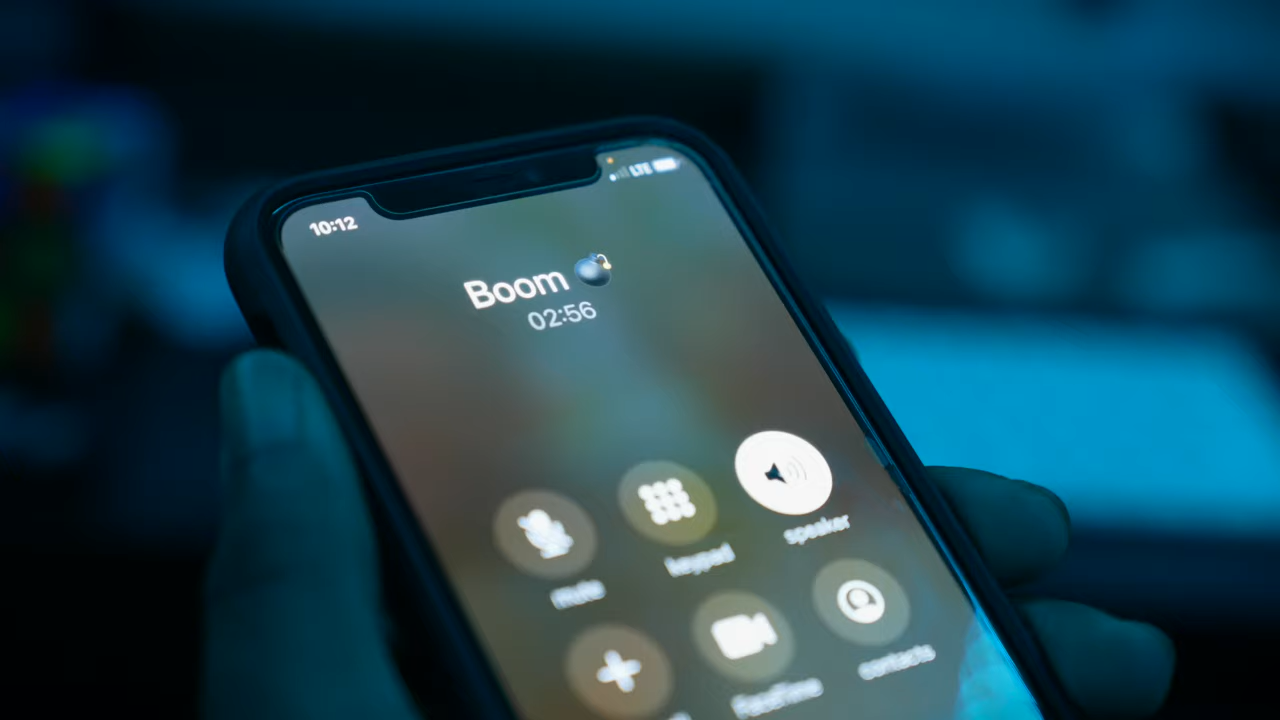 10:12
LTE
Boom 💣
02:56
mute
keypad
speaker
FaceTime
contacts